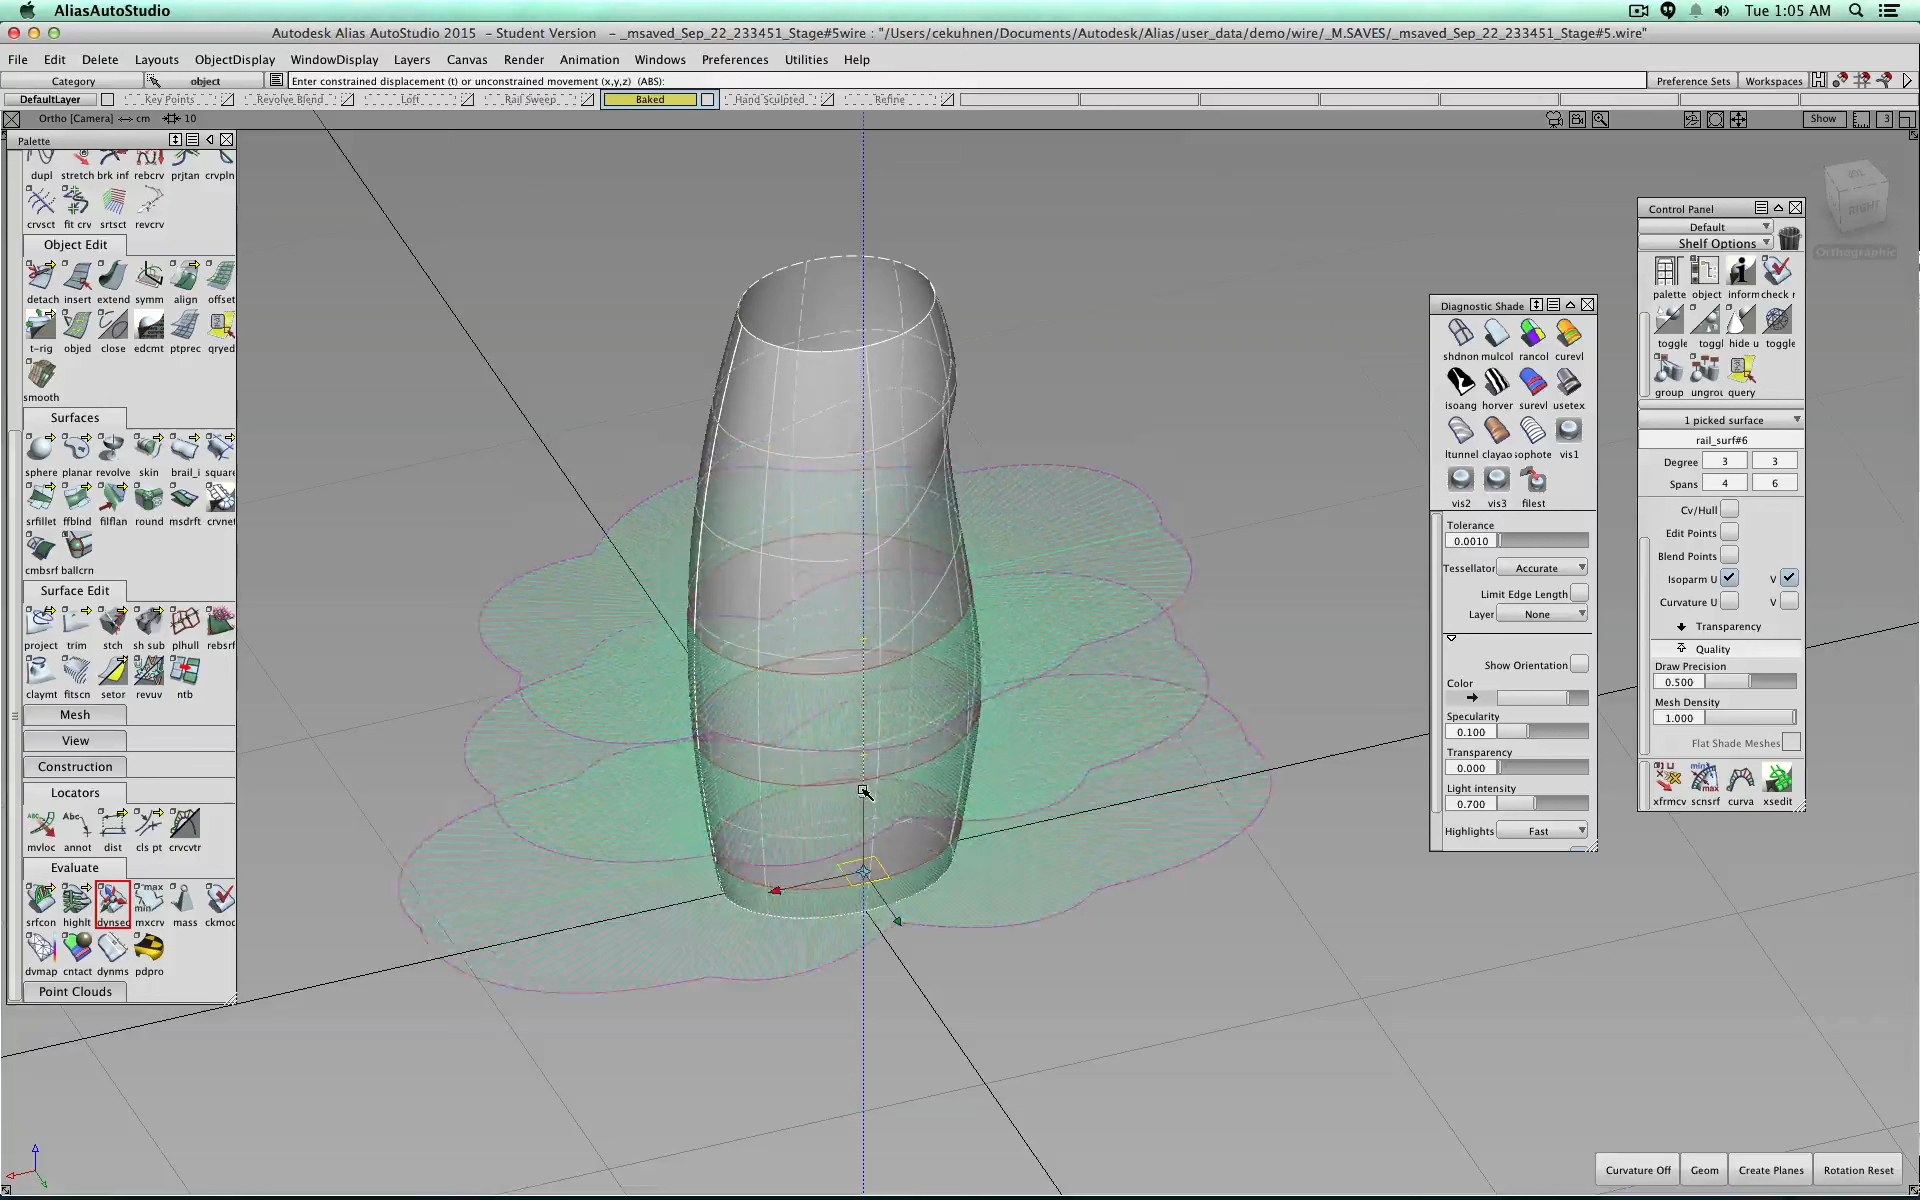 AliasAutoStudio
Tue 1:05 AM
Autodesk Alias AutoStudio 2015 - Student Version - _msaved_Sep_22_233451_Stage#5wire : "/Users/cekuhnen/Documents/Autodesk/Alias/user_data/demo/wire/_M.SAVES/_msaved_Sep_22_233451_Stage#5.wire"
File Edit Delete Layouts ObjectDisplay WindowDisplay Layers Canvas Render Animation Windows Preferences Utilities Help
Category object Enter constrained displacement (t) or unconstrained movement (x,y,z) (ABS): Preference Sets Workspaces
DefaultLayer Key Points Revolve Blend Loft Rail Sweep Baked Hand Sculpted Refine
Ortho [Camera] cm 10 Show 3
Palette
dupl stretch brk inf rebcrv prjtan crvpln
crvsct fit crv srtsct revcrv
Object Edit
detach insert extend symm align offset
t-rig objed close edcmt ptprec qryed
smooth
Surfaces
sphere planar revolve skin brail_i square
srfillet ffblnd filflan round msdrft crvnet
cmbsrf ballcrn
Surface Edit
project trim stch sh sub plhull rebsrf
claymt fitscn setor revuv ntb
Mesh
View
Construction
Locators
mvloc annot dist cls pt crvcvtr
Evaluate
srfcon highlt dynsec mxcrv mass ckmod
dvmap cntact dynms pdpro
Point Clouds
Diagnostic Shade
shdnon mulcol rancol curevl
isoang horver surevl usetex
ltunnel clayao isophote vis1
vis2 vis3 filest
Tolerance
0.0010
Tessellator Accurate
Limit Edge Length
Layer None
Show Orientation
Color
Specularity
0.100
Transparency
0.000
Light intensity
0.700
Highlights Fast
TOP
RIGHT
Orthographic
Control Panel
Default
Shelf Options
palette object inform check r
toggle toggl hide u toggle
group ungrou query
1 picked surface
rail_surf#6
Degree 3 3
Spans 4 6
Cv/Hull
Edit Points
Blend Points
Isoparm U V
Curvature U V
Transparency
Quality
Draw Precision
0.500
Mesh Density
1.000
Flat Shade Meshes
xfrmcv scnsrf curva xsedit
Curvature Off Geom Create Planes Rotation Reset